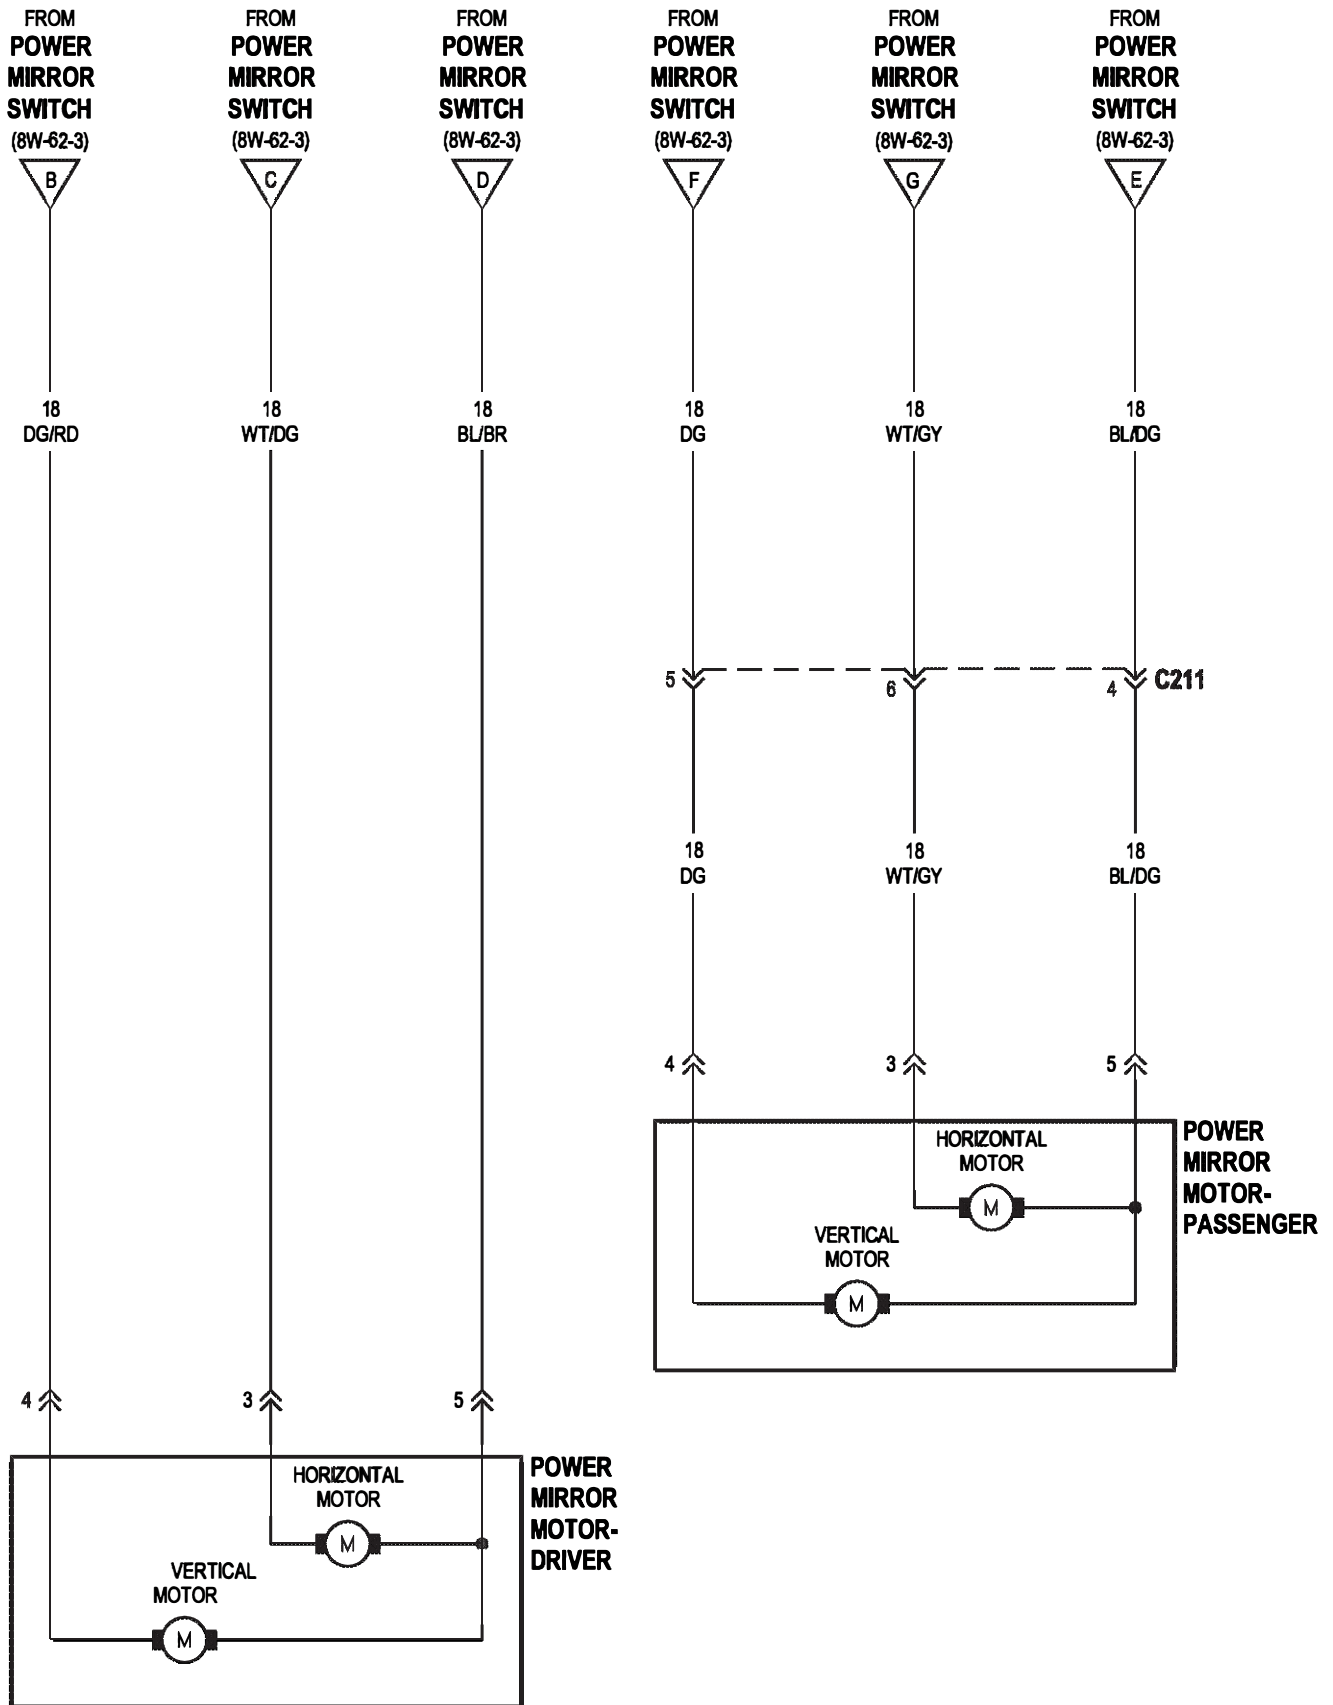 FROM
POWER
MIRROR
SWITCH
(8W-62-3)
B
FROM
POWER
MIRROR
SWITCH
(8W-62-3)
C
FROM
POWER
MIRROR
SWITCH
(8W-62-3)
D
FROM
POWER
MIRROR
SWITCH
(8W-62-3)
F
FROM
POWER
MIRROR
SWITCH
(8W-62-3)
G
FROM
POWER
MIRROR
SWITCH
(8W-62-3)
E
18
DG/RD
18
WT/DG
18
BL/BR
18
DG
18
WT/GY
18
BL/DG
5
6
4
C211
18
DG
18
WT/GY
18
BL/DG
4
3
5
HORIZONTAL
MOTOR
M
VERTICAL
MOTOR
M
POWER
MIRROR
MOTOR-
PASSENGER
4
3
5
HORIZONTAL
MOTOR
M
VERTICAL
MOTOR
M
POWER
MIRROR
MOTOR-
DRIVER